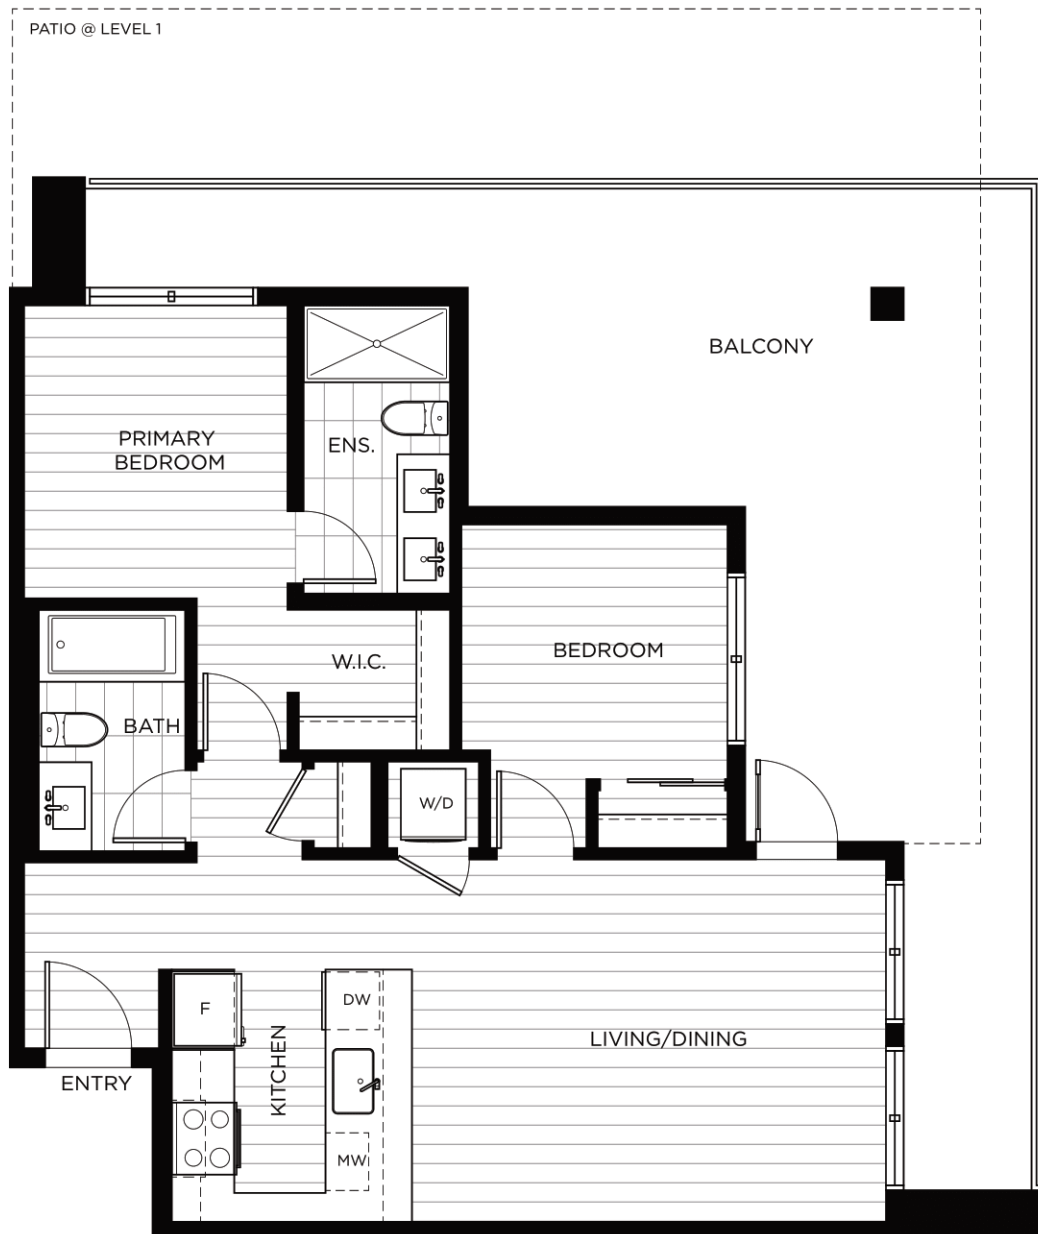 PATIO @ LEVEL 1
BALCONY
PRIMARY
BEDROOM
ENS.
BEDROOM
W.I.C.
BATH
W/D
F
DW
KITCHEN
LIVING/DINING
ENTRY
MW